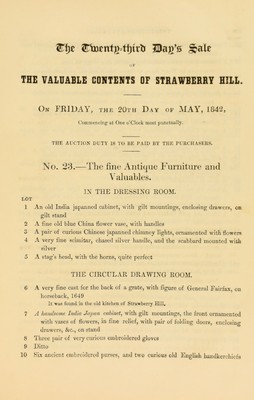 The Twenty-third Day's Sale
OF
THE VALUABLE CONTENTS OF STRAWBERRY HILL.
ON FRIDAY, THE 20TH DAY OF MAY, 1842,
Commencing at One o'Clock most punctually.
THE AUCTION DUTY IS TO BE PAID BY THE PURCHASERS.
No. 23.—The fine Antique Furniture and
Valuables.
IN THE DRESSING ROOM.
LOT
1 An old India japanned cabinet, with gilt mountings, enclosing drawers, on
gilt stand
2 A fine old blue China flower vase, with handles
3 A pair of curious Chinese japanned chimney lights, ornamented with flowers
4 A very fine scimitar, chased silver handle, and the scabbard mounted with
silver
5 A stag's head, with the horns, quite perfect
THE CIRCULAR DRAWING ROOM.
6 A very fine cast for the back of a grate, with figure of General Fairfax, on
horseback, 1649
It was found in the old kitchen of Strawberry Hill.
7 A handsome India Japan cabinet, with gilt mountings, the front ornamented
with vases of flowers, in fine relief, with pair of folding doors, enclosing
drawers, &c., on stand
8 Three pair of very curious embroidered gloves
9 Ditto
10 Six ancient embroidered purses, and two curious old English handkerchiefs